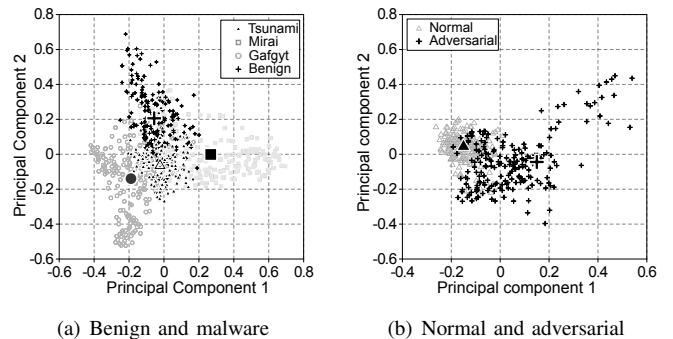 Tsunami
Mirai
Gafgyt
Benign
0.8
0.6
0.4
0.2
0
-0.2
-0.4
-0.6
Principal Component 2
-0.6 -0.4 -0.2 0 0.2 0.4 0.6 0.8
Principal Component 1
(a) Benign and malware
Normal
Adversarial
0.8
0.6
0.4
0.2
0
-0.2
-0.4
-0.6
Principal component 2
-0.4 -0.2 0 0.2 0.4 0.6
Principal component 1
(b) Normal and adversarial